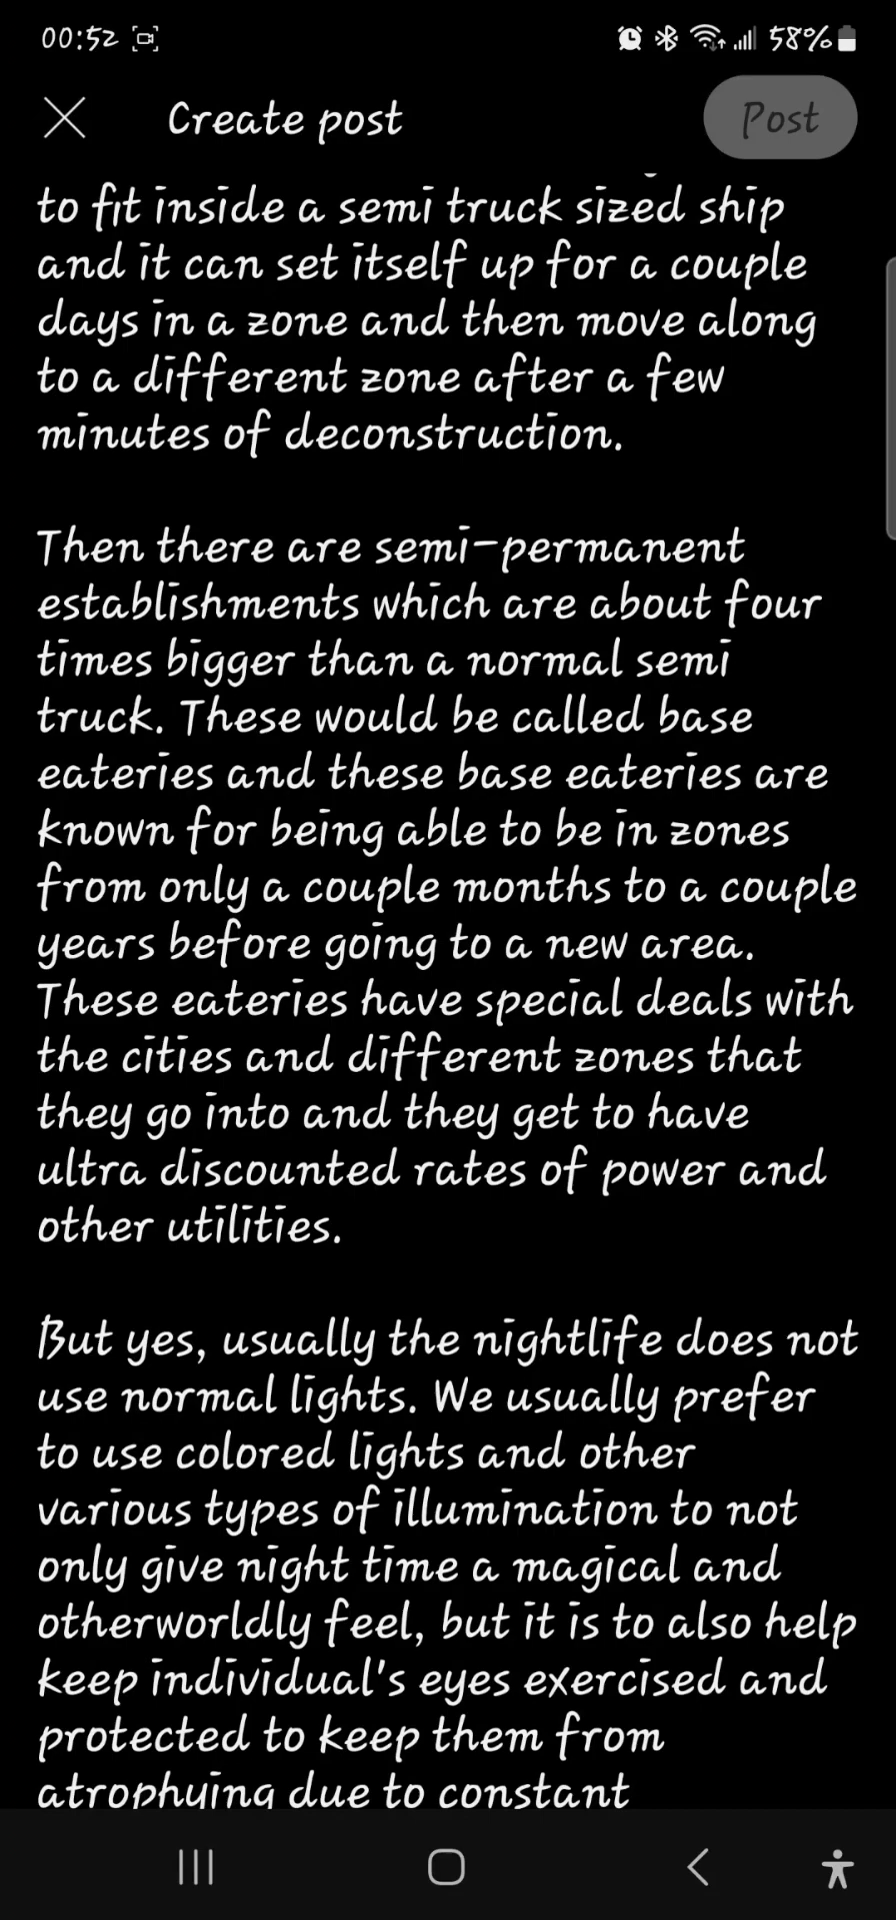 00:52 58%
Create post Post
to fit inside a semi truck sized ship
and it can set itself up for a couple
days in a zone and then move along
to a different zone after a few
minutes of deconstruction.
Then there are semi-permanent
establishments which are about four
times bigger than a normal semi
truck. These would be called base
eateries and these base eateries are
known for being able to be in zones
from only a couple months to a couple
years before going to a new area.
These eateries have special deals with
the cities and different zones that
they go into and they get to have
ultra discounted rates of power and
other utilities.
But yes, usually the nightlife does not
use normal lights. We usually prefer
to use colored lights and other
various types of illumination to not
only give night time a magical and
otherworldly feel, but it is to also help
keep individual's eyes exercised and
protected to keep them from
atrophying due to constant